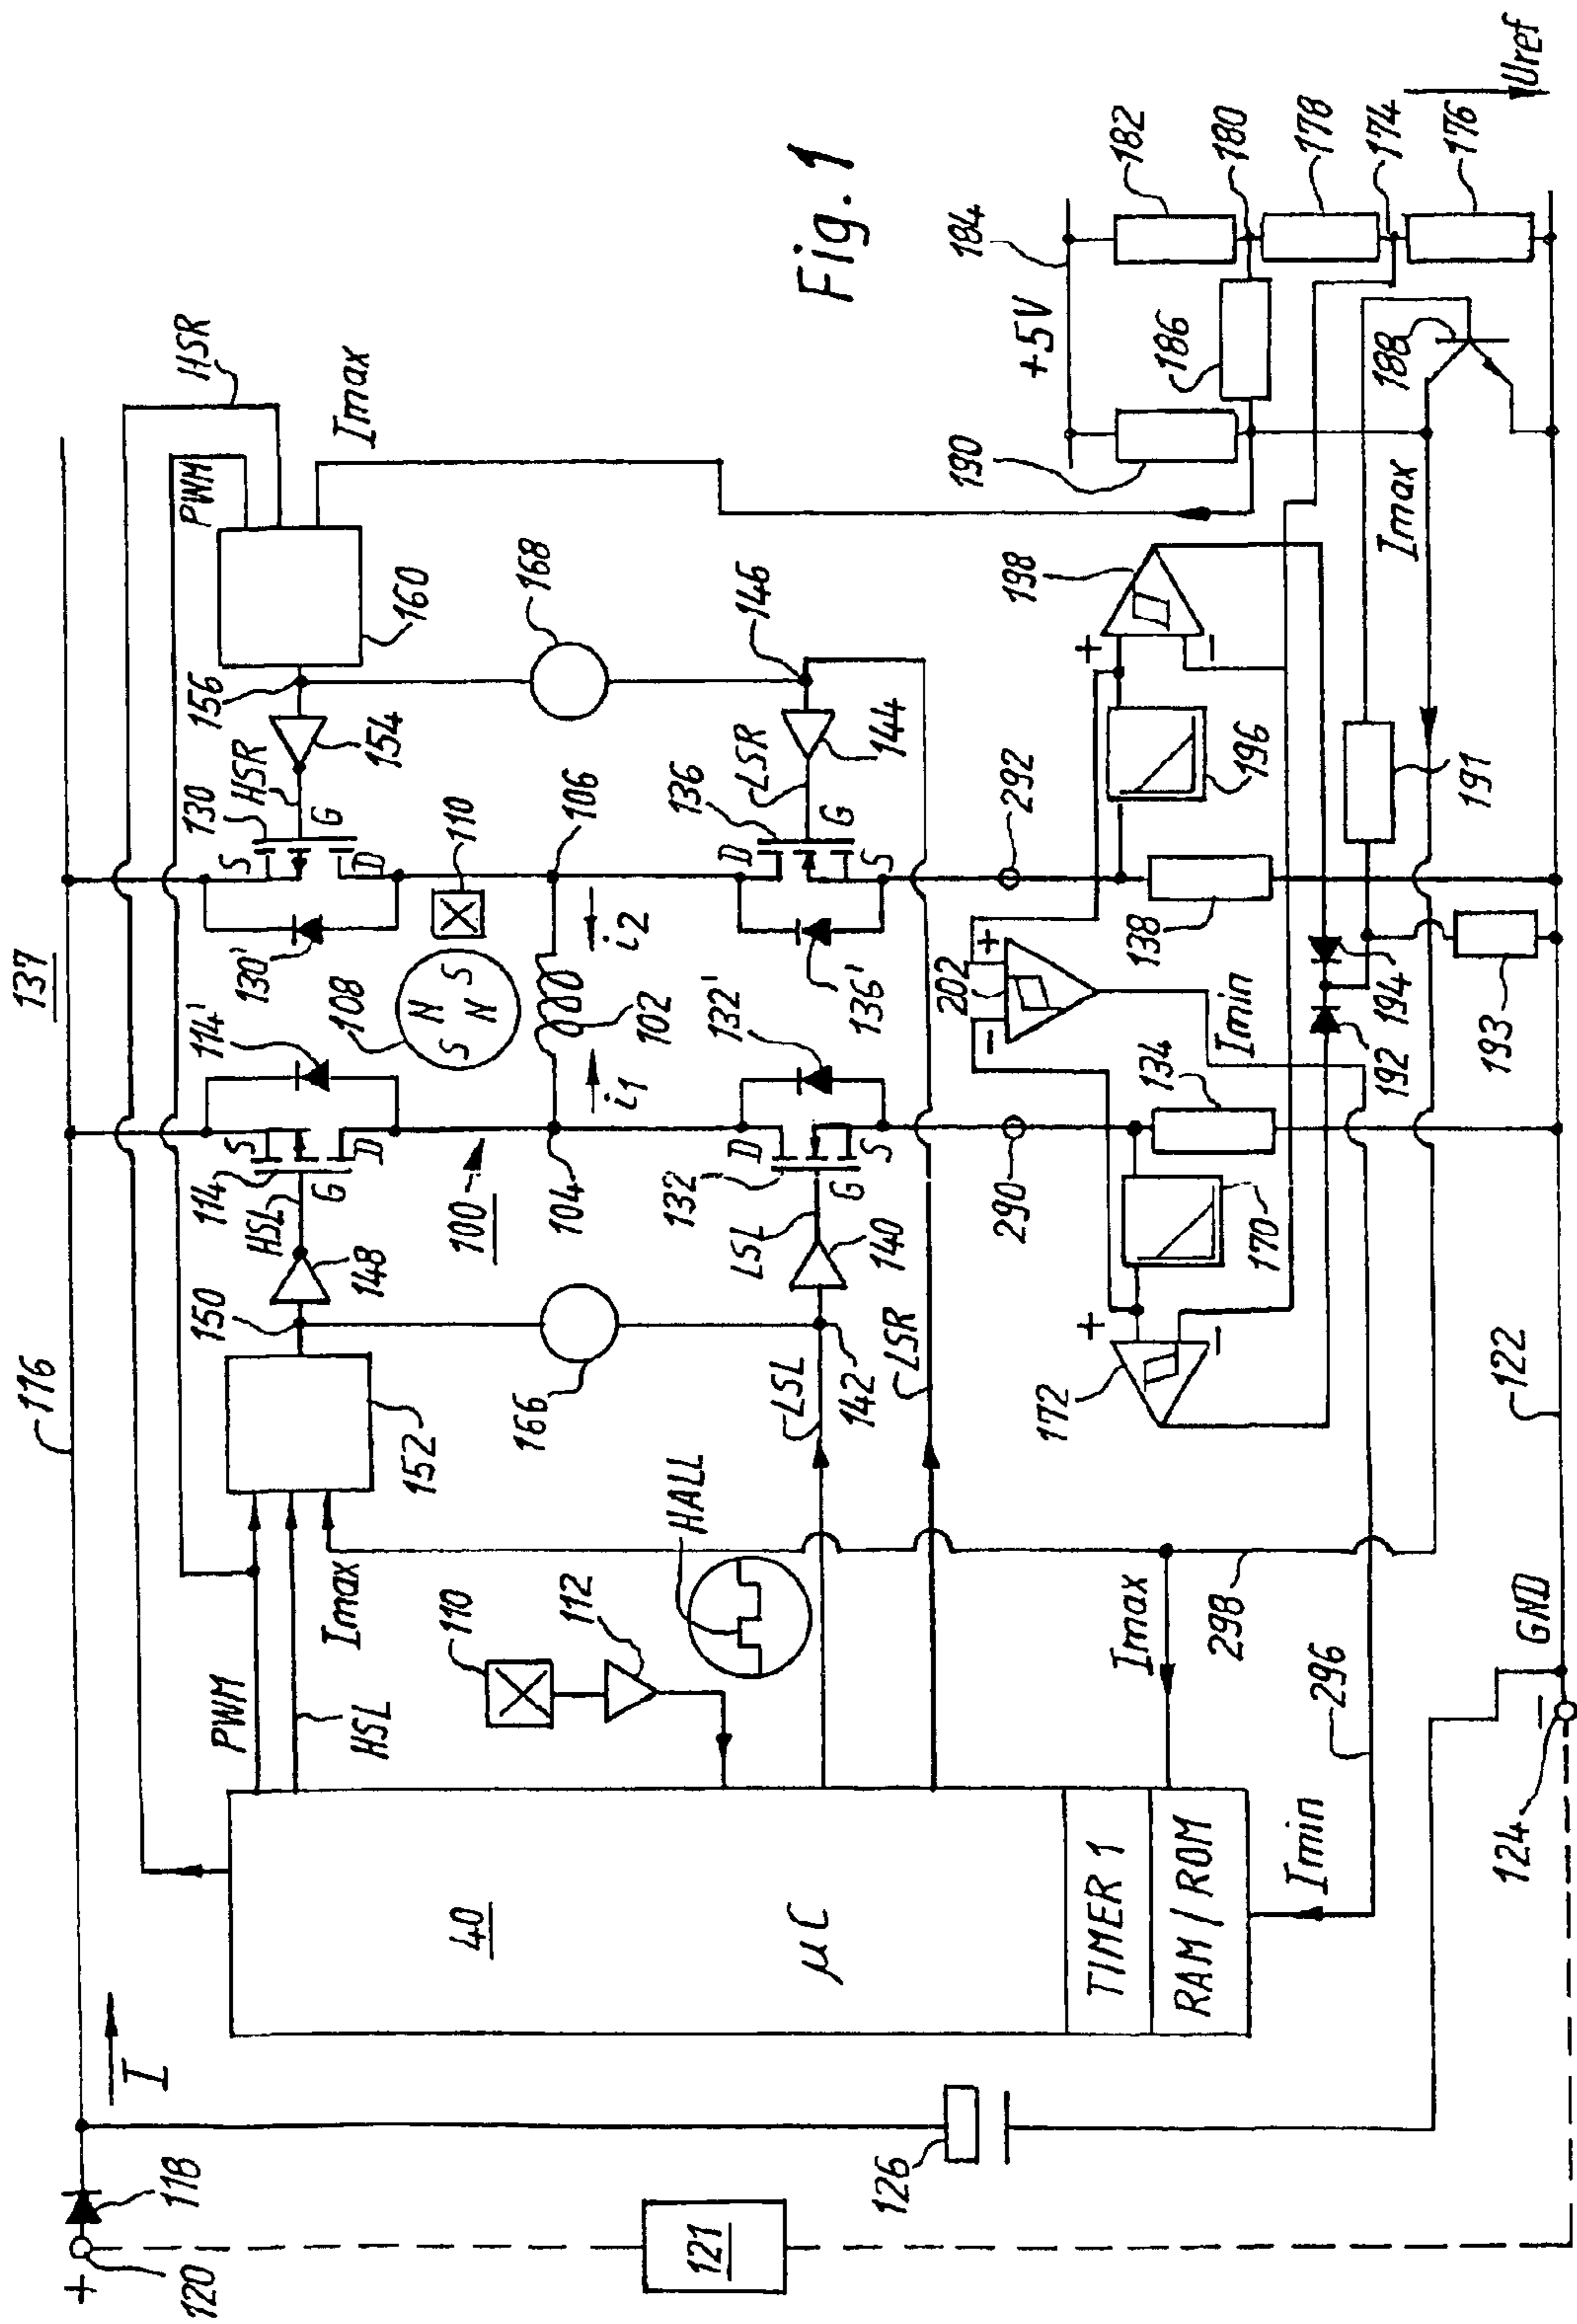 Fig. 1
137
116
I
+
120
118
121
126
124
−
GND
122
40
μC
TIMER 1
RAM / ROM
PWM
HSL
Imax
152
150
148
HSL
114
S
D
G
114'
130'
130
S
D
G
HSR
154
156
160
PWM
HSR
Imax
168
166
110
112
HALL
100
104
102
106
108
S
N
N
S
110
i1
i2
LSL
142
140
LSL
132
D
S
G
132'
136'
136
D
S
G
LSR
144
146
LSR
290
292
202
+
−
+
−
172
170
134
138
196
198
+
−
Imin
192
194
193
191
Imax
188
190
186
+5V
184
182
180
178
174
176
Uref
Imax
298
296
Imin